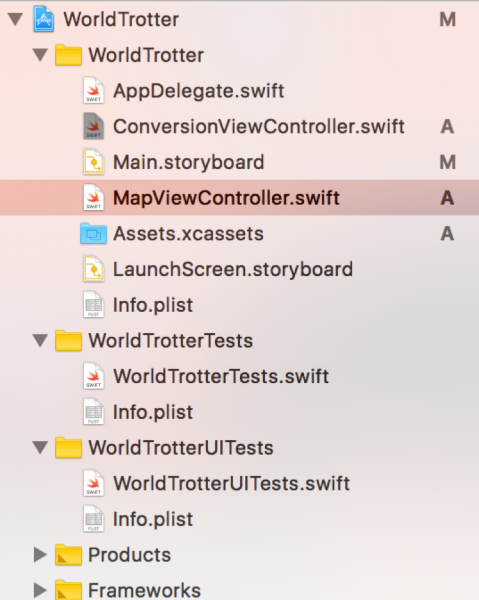 WorldTrotter M
WorldTrotter
AppDelegate.swift
ConversionViewController.swift A
Main.storyboard M
MapViewController.swift A
Assets.xcassets A
LaunchScreen.storyboard
Info.plist
WorldTrotterTests
WorldTrotterTests.swift
Info.plist
WorldTrotterUITests
WorldTrotterUITests.swift
Info.plist
Products
Frameworks